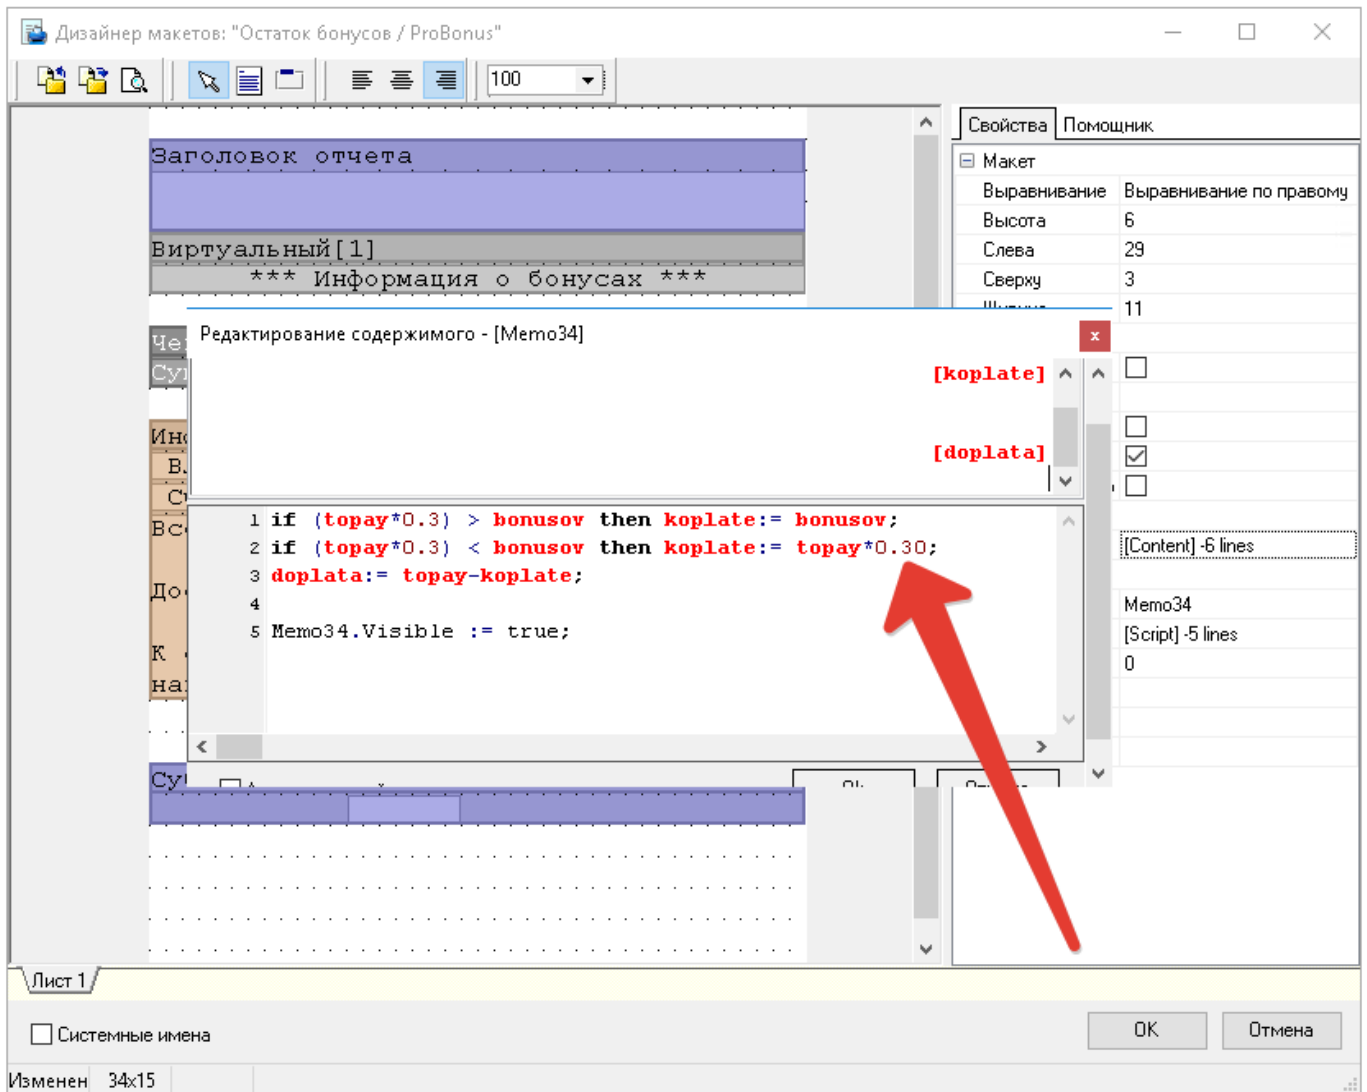 Дизайнер макетов: "Остаток бонусов / ProBonus"
100
Свойства Помощник
Заголовок отчета
Макет
Выравнивание Выравнивание по правому
Высота 6
Слева 29
Сверху 3
11
Виртуальный[1]
*** Информация о бонусах ***
Редактирование содержимого - [Memo34]
x
[koplate]
[doplata]
1 if (topay*0.3) > bonusov then koplate:= bonusov;
2 if (topay*0.3) < bonusov then koplate:= topay*0.30;
3 doplata:= topay-koplate;
4
5 Memo34.Visible := true;
[Content] -6 lines
Memo34
[Script] -5 lines
0
Лист 1
Системные имена
OK Отмена
Изменен 34x15